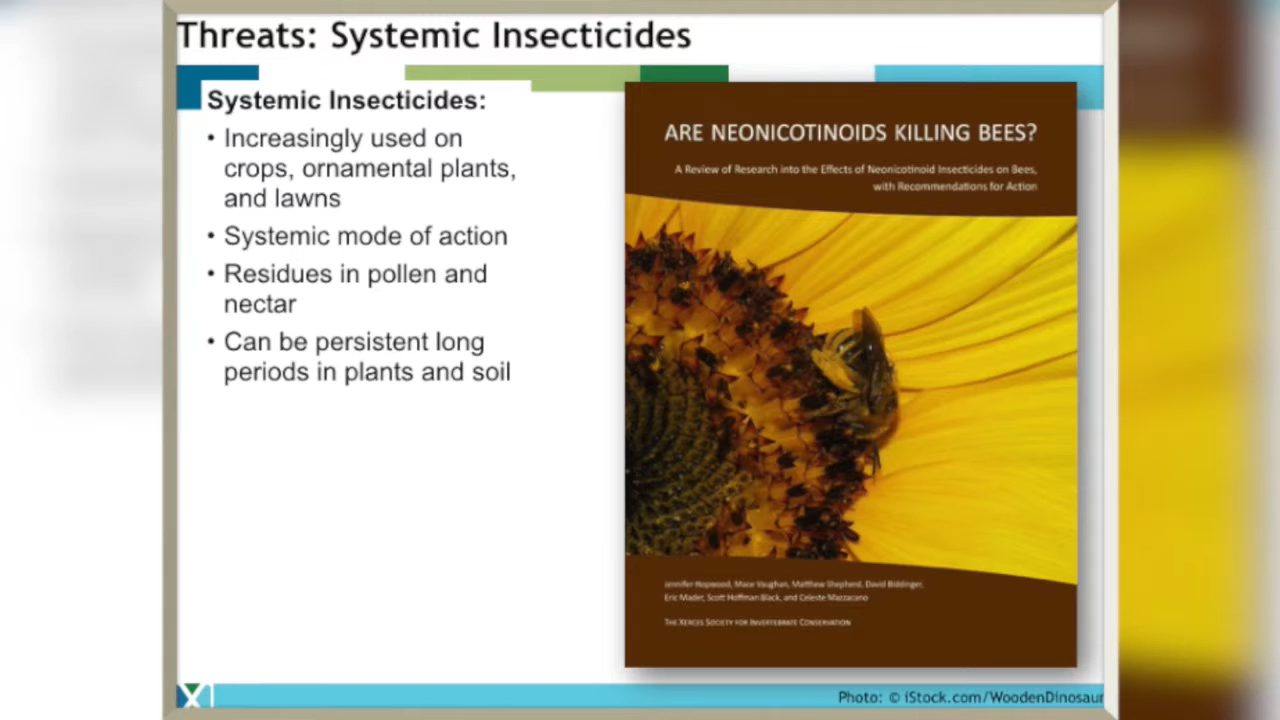 Threats: Systemic Insecticides
Systemic Insecticides:
• Increasingly used on
crops, ornamental plants,
and lawns
• Systemic mode of action
• Residues in pollen and
nectar
• Can be persistent long
periods in plants and soil
ARE NEONICOTINOIDS KILLING BEES?
A Review of Research into the Effects of Neonicotinoid Insecticides on Bees,
with Recommendations for Action
Jennifer Hopwood, Mace Vaughan, Matthew Shepherd, David Biddinger,
Eric Mader, Scott Hoffman Black, and Celeste Mazzacano
THE XERCES SOCIETY FOR INVERTEBRATE CONSERVATION
X
Photo: © iStock.com/WoodenDinosaur